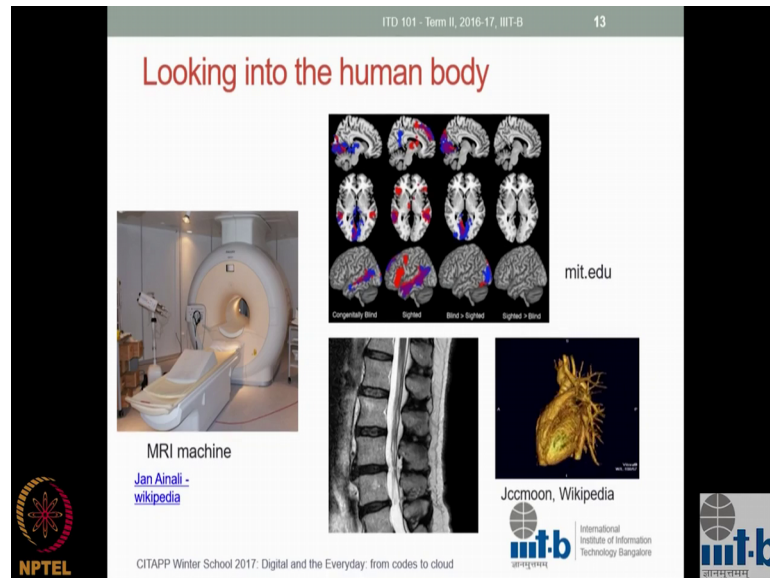 ITD 101 - Term II, 2016-17, IIIT-B 13
Looking into the human body
Congenitally Blind Sighted Blind > Sighted Sighted > Blind
mit.edu
MRI machine
Jan Ainali -
wikipedia
Jccmoon, Wikipedia
iiit-b
ज्ञानमुत्तमम्
International
Institute of Information
Technology Bangalore
CITAPP Winter School 2017: Digital and the Everyday: from codes to cloud
NPTEL
iiit-b
ज्ञानमुत्तमम्